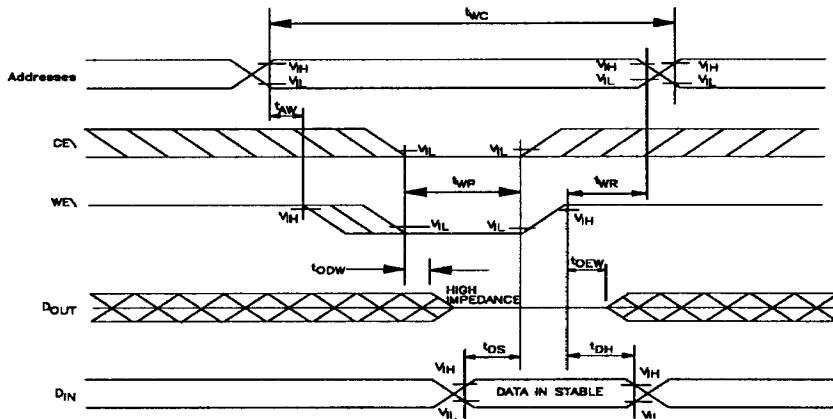 tWC
Addresses
VIH
VIL
VIH
VIL
VIH
VIL
tAW
CE\
VIL
VIL
tWP
tWR
WE\
VIH
VIL
VIL
VIH
tODW
tOEW
DOUT
HIGH
IMPEDANCE
tDS
tDH
DIN
VIH
VIL
DATA IN STABLE
VIH
VIL